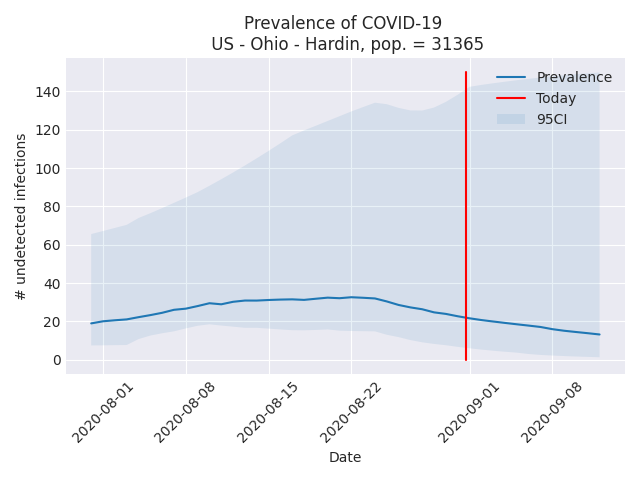 Prevalence of COVID-19
US - Ohio - Hardin, pop. = 31365
Prevalence
Today
95CI
140
120
100
80
60
40
20
0
# undetected infections
2020-08-01
2020-08-08
2020-08-15
2020-08-22
2020-09-01
2020-09-08
Date